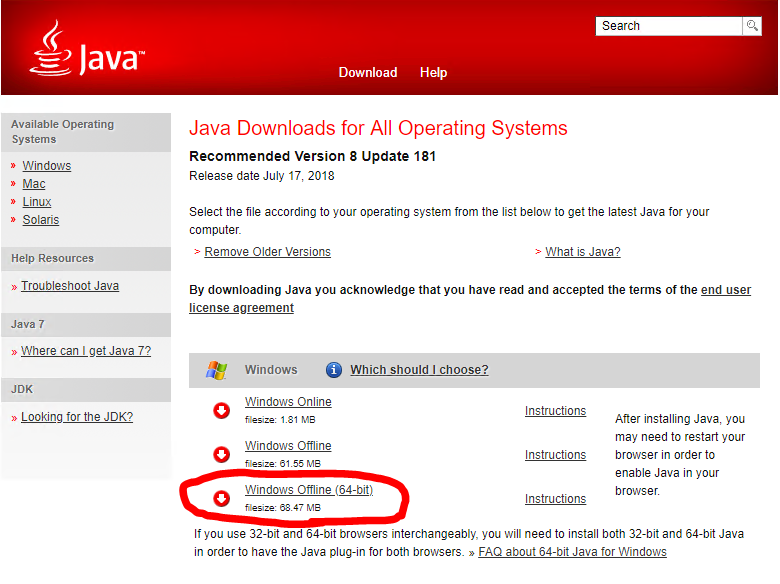 Java™
Search
Download Help
Available Operating
Systems
» Windows
» Mac
» Linux
» Solaris
Help Resources
» Troubleshoot Java
Java 7
» Where can I get Java 7?
JDK
» Looking for the JDK?
Java Downloads for All Operating Systems
Recommended Version 8 Update 181
Release date July 17, 2018
Select the file according to your operating system from the list below to get the latest Java for your
computer.
> Remove Older Versions > What is Java?
By downloading Java you acknowledge that you have read and accepted the terms of the end user
license agreement
Windows i Which should I choose?
Windows Online
filesize: 1.81 MB
Instructions
Windows Offline
filesize: 61.55 MB
Instructions
Windows Offline (64-bit)
filesize: 68.47 MB
Instructions
After installing Java, you
may need to restart your
browser in order to
enable Java in your
browser.
If you use 32-bit and 64-bit browsers interchangeably, you will need to install both 32-bit and 64-bit Java
in order to have the Java plug-in for both browsers. » FAQ about 64-bit Java for Windows